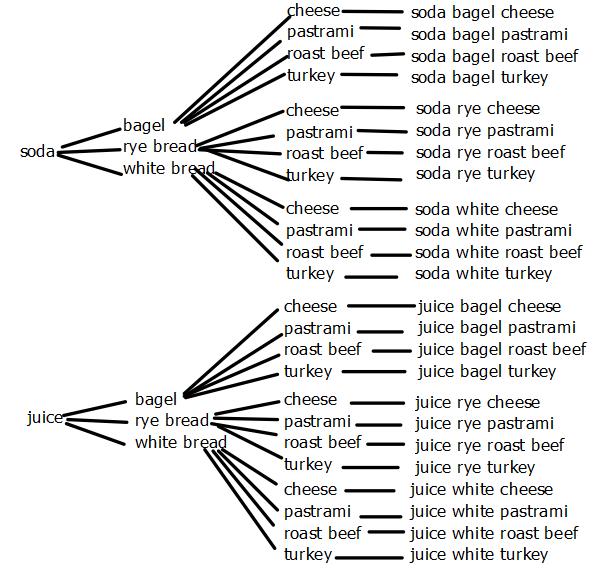 cheese soda bagel cheese
pastrami soda bagel pastrami
roast beef soda bagel roast beef
turkey soda bagel turkey
cheese soda rye cheese
bagel
pastrami soda rye pastrami
soda rye bread roast beef soda rye roast beef
white bread turkey soda rye turkey
cheese soda white cheese
pastrami soda white pastrami
roast beef soda white roast beef
turkey soda white turkey
cheese juice bagel cheese
pastrami juice bagel pastrami
roast beef juice bagel roast beef
turkey juice bagel turkey
bagel cheese juice rye cheese
juice rye bread pastrami juice rye pastrami
white bread roast beef juice rye roast beef
turkey juice rye turkey
cheese juice white cheese
pastrami juice white pastrami
roast beef juice white roast beef
turkey juice white turkey